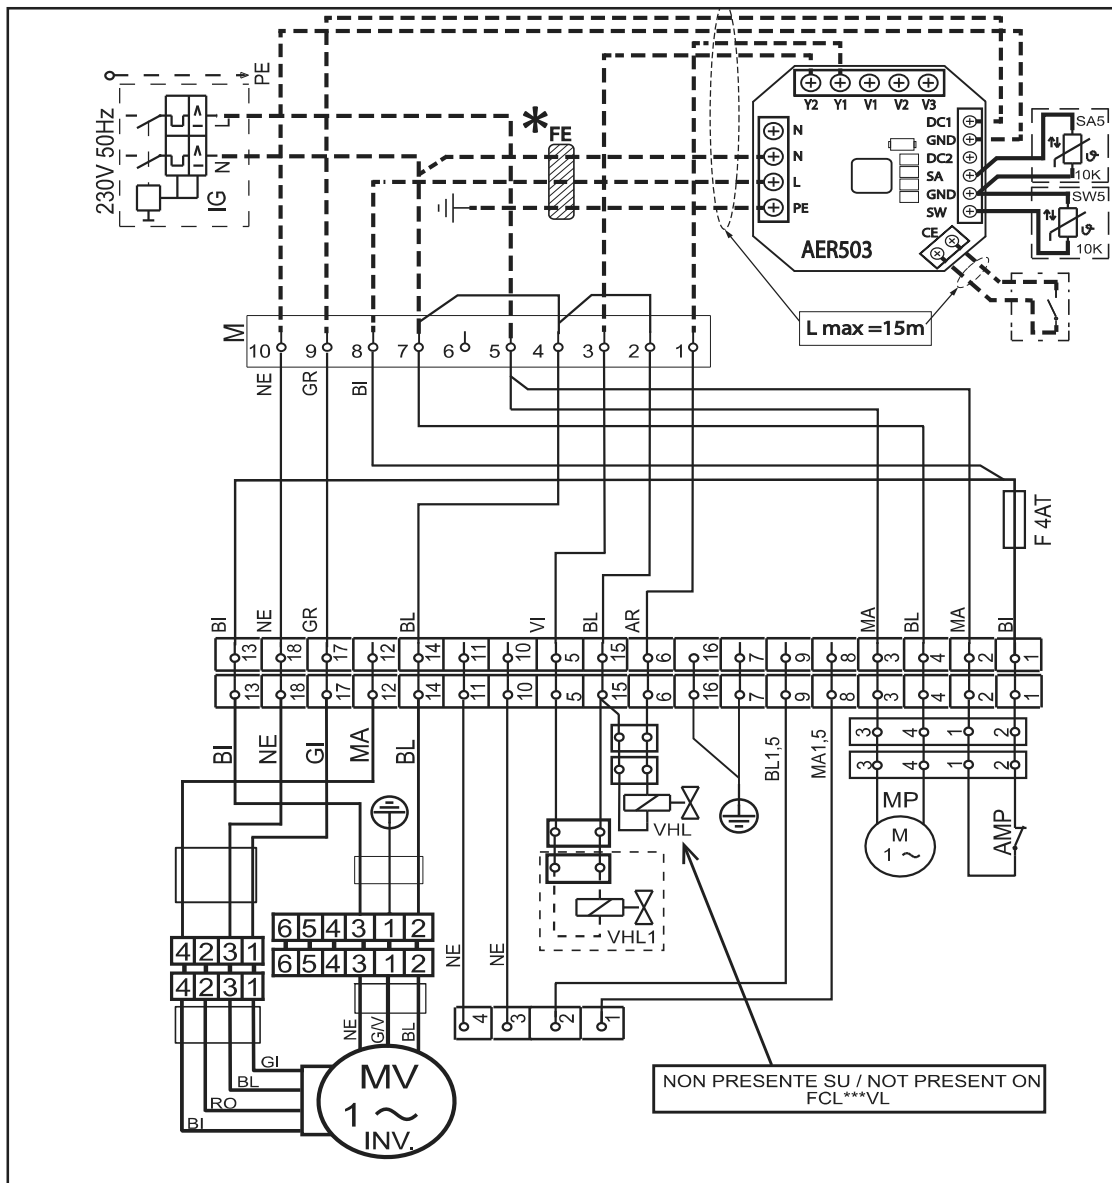 PE
230V 50Hz
L
N
IG
*
FE
Y2 Y1 V1 V2 V3
N
N
L
PE
DC1
GND
DC2
SA
GND
SW
CE
AER503
SA5
10K
SW5
10K
L max =15m
M
10 9 8 7 6 5 4 3 2 1
NE GR BI
F 4AT
BI NE GR BL VI BL AR MA BL MA BI
13 18 17 12 14 11 10 5 15 6 16 7 9 8 3 4 2 1
13 18 17 12 14 11 10 5 15 6 16 7 9 8 3 4 2 1
BI NE GI MA BL
BL1,5 MA1,5
3 4 1 2
3 4 1 2
VHL
MP
M
1 ~
AMP
VHL1
6 5 4 3 1 2
6 5 4 3 1 2
4 2 3 1
4 2 3 1
NE NE
4 3 2 1
NE G/V BL
GI
BL
RO
BI
MV
1 ~
INV.
NON PRESENTE SU / NOT PRESENT ON
FCL***VL